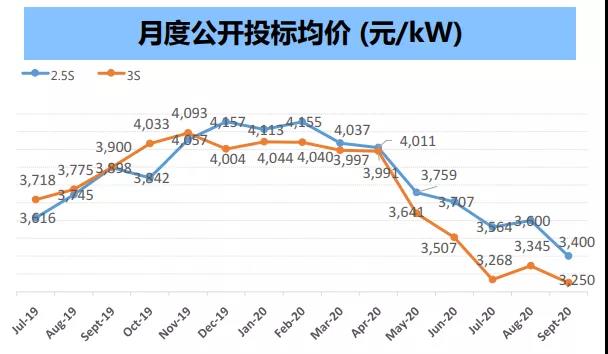 月度公开投标均价 (元/kW)
2.5S 3S
3,718 3,775 3,900 4,033 4,093 4,004 4,044 4,040 3,997 3,991 3,641 3,507 3,268 3,345 3,250
3,616 3,745 3,898 3,842 4,057 4,157 4,113 4,155 4,037 4,011 3,759 3,707 3,564 3,600 3,400
Jul-19 Aug-19 Sept-19 Oct-19 Nov-19 Dec-19 Jan-20 Feb-20 Mar-20 Apr-20 May-20 Jun-20 Jul-20 Aug-20 Sept-20